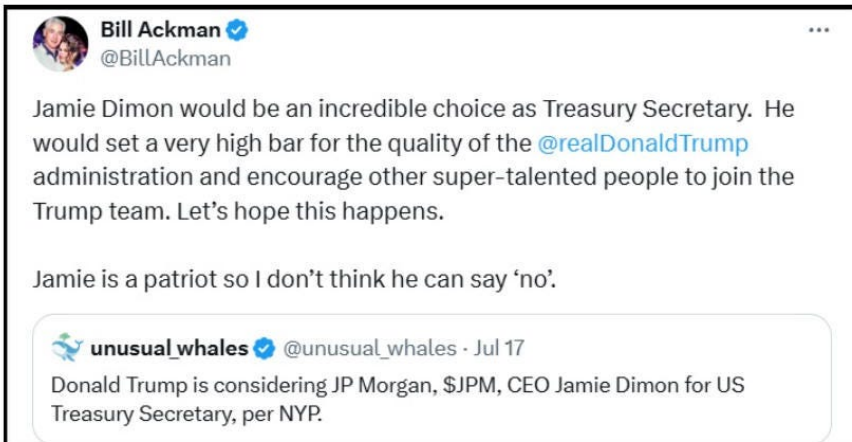 Bill Ackman
@BillAckman
Jamie Dimon would be an incredible choice as Treasury Secretary.  He
would set a very high bar for the quality of the @realDonaldTrump
administration and encourage other super-talented people to join the
Trump team. Let’s hope this happens.
Jamie is a patriot so I don’t think he can say ‘no’.
unusual_whales @unusual_whales · Jul 17
Donald Trump is considering JP Morgan, $JPM, CEO Jamie Dimon for US
Treasury Secretary, per NYP.